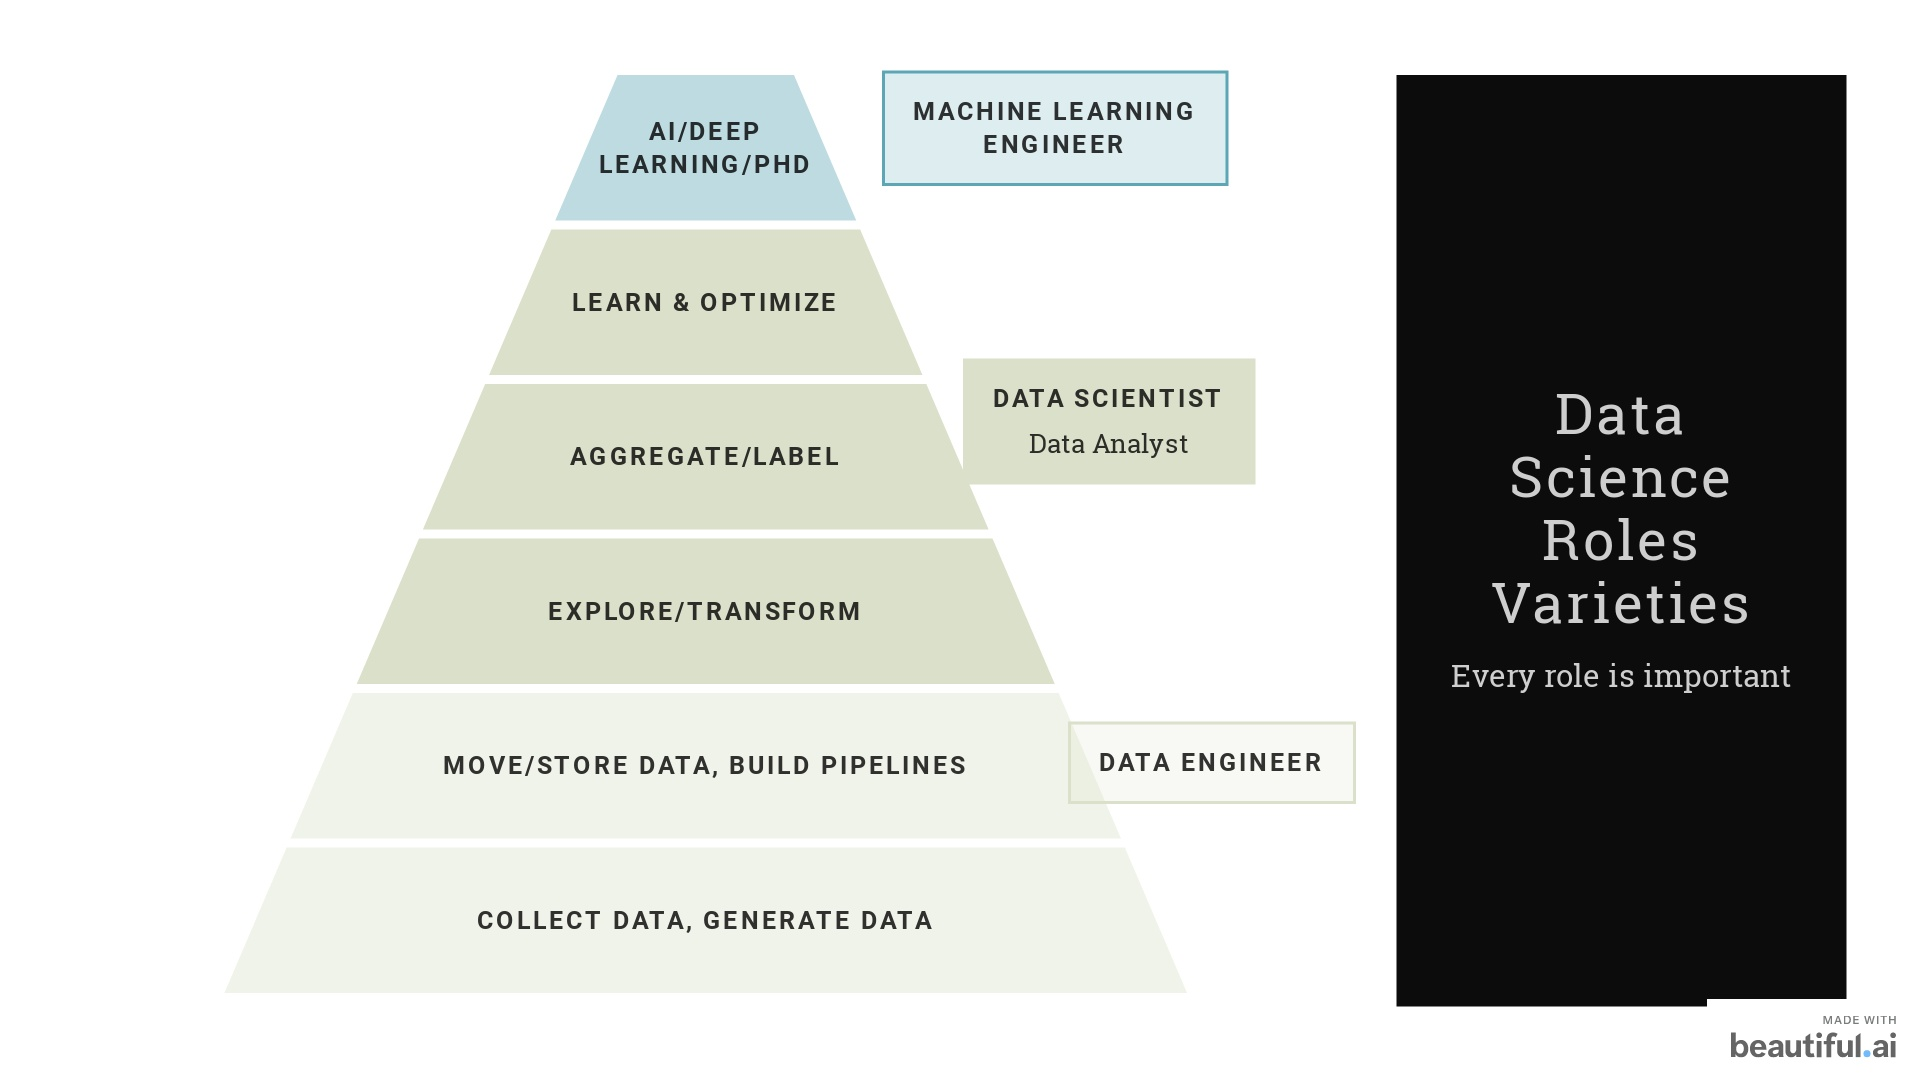 AI/DEEP
LEARNING/PHD
MACHINE LEARNING
ENGINEER
LEARN & OPTIMIZE
DATA SCIENTIST
Data Analyst
AGGREGATE/LABEL
EXPLORE/TRANSFORM
MOVE/STORE DATA, BUILD PIPELINES
DATA ENGINEER
COLLECT DATA, GENERATE DATA
Data
Science
Roles
Varieties
Every role is important
MADE WITH
beautiful.ai